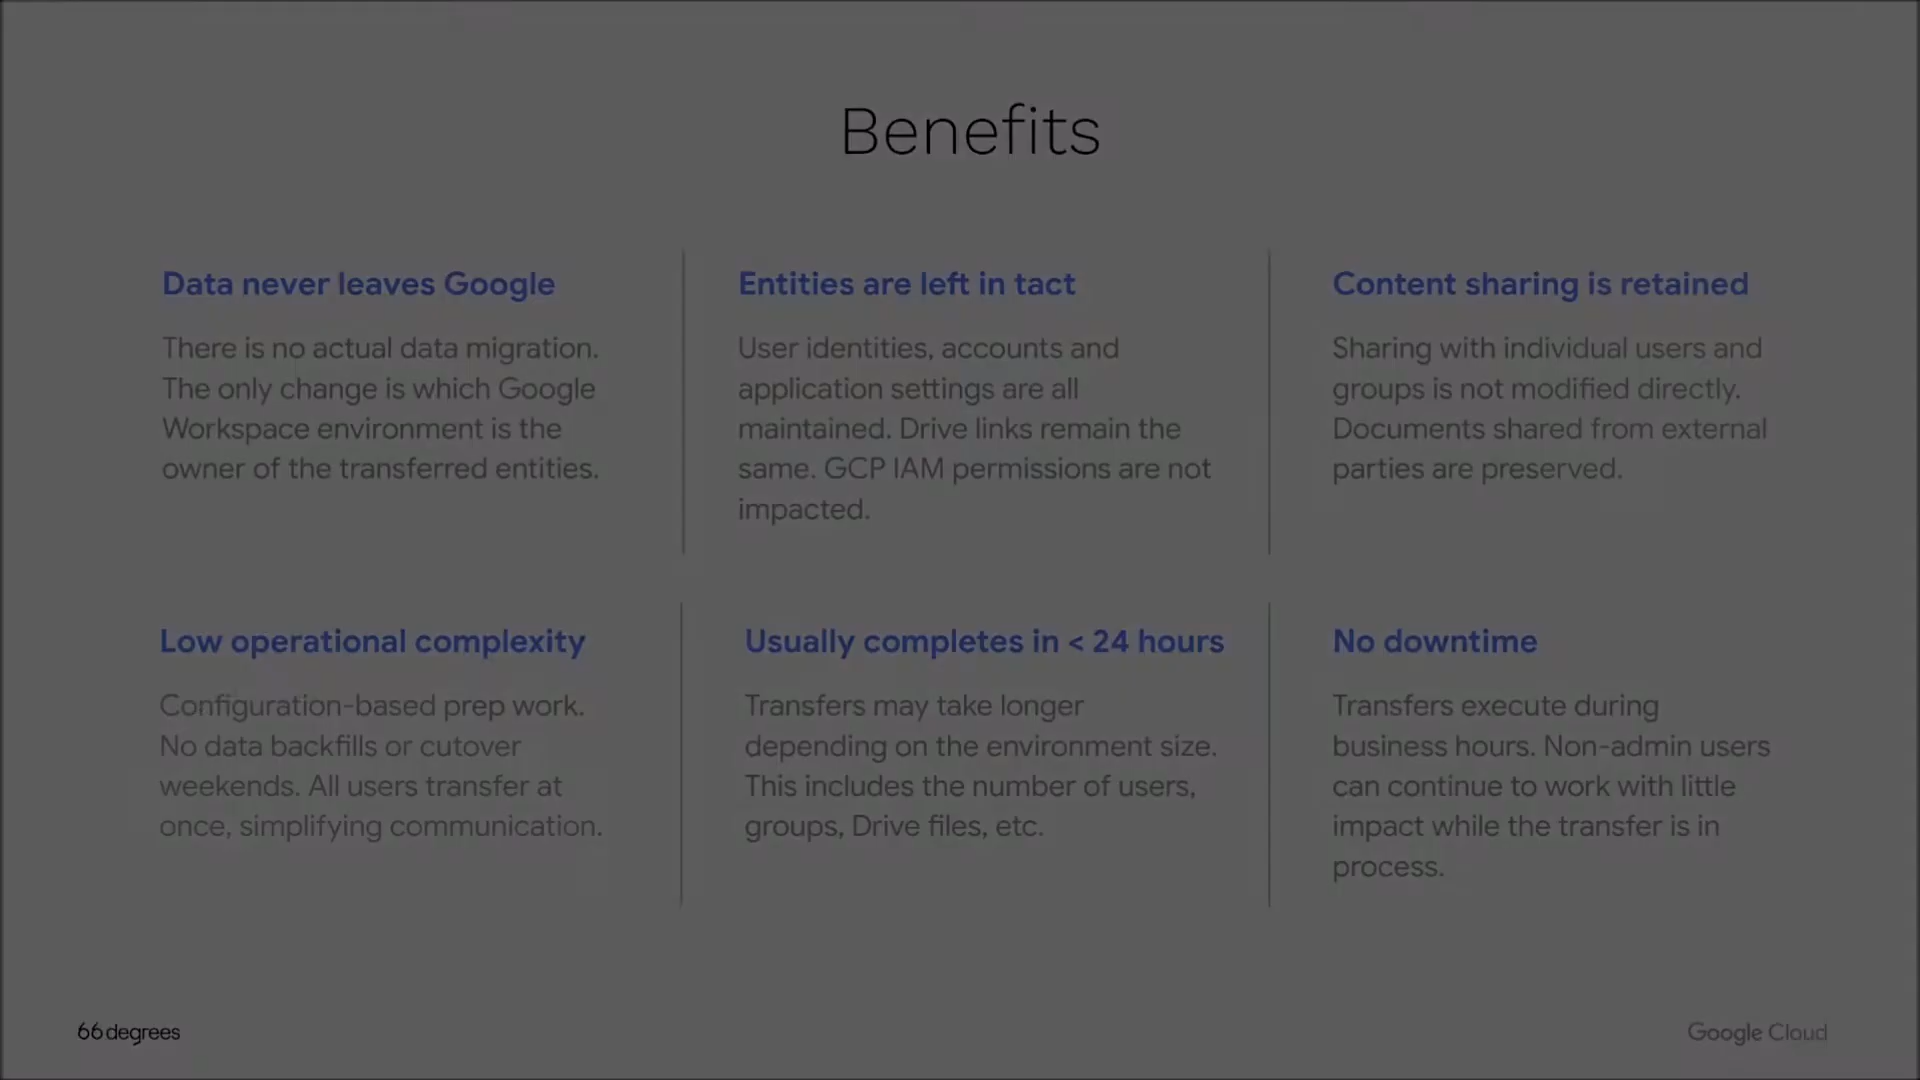 Benefits
Data never leaves Google
There is no actual data migration.
The only change is which Google
Workspace environment is the
owner of the transferred entities.
Entities are left in tact
User identities, accounts and
application settings are all
maintained. Drive links remain the
same. GCP IAM permissions are not
impacted.
Content sharing is retained
Sharing with individual users and
groups is not modified directly.
Documents shared from external
parties are preserved.
Low operational complexity
Configuration-based prep work.
No data backfills or cutover
weekends. All users transfer at
once, simplifying communication.
Usually completes in < 24 hours
Transfers may take longer
depending on the environment size.
This includes the number of users,
groups, Drive files, etc.
No downtime
Transfers execute during
business hours. Non-admin users
can continue to work with little
impact while the transfer is in
process.
66degrees
Google Cloud